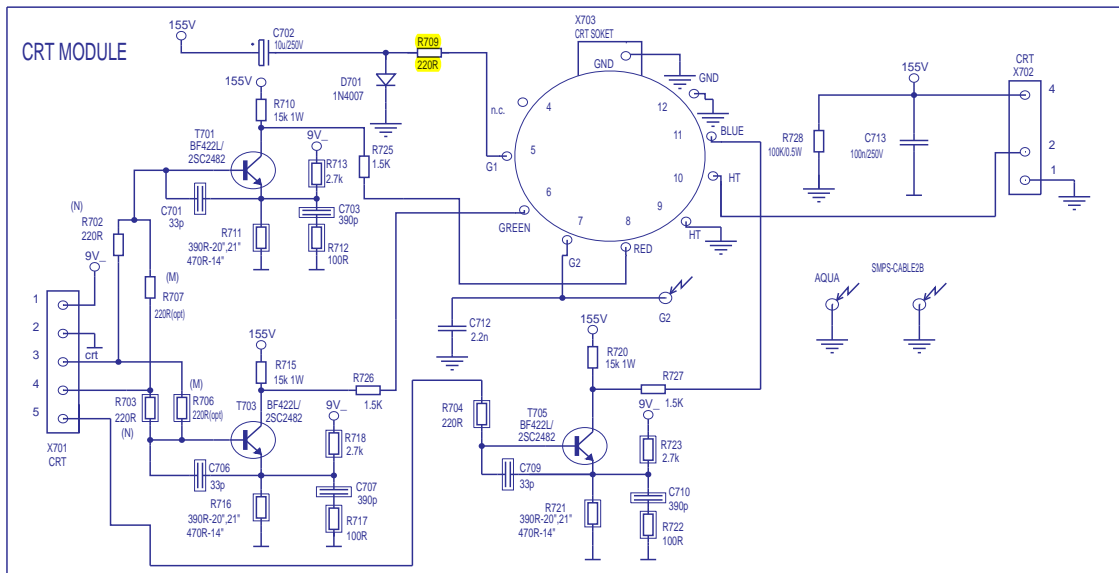 CRT MODULE
155V
C702
10u/250V
R709
220R
D701
1N4007
155V
R710
15k 1W
T701
BF422L/
2SC2482
9V_
R713
2.7k
R725
1.5K
C701
33p
C703
390p
R711
390R-20",21"
470R-14"
R712
100R
(N)
R702
220R
9V_
(M)
R707
220R(opt)
1
2
3
4
5
crt
X701
CRT
R703
220R
(N)
(M)
R706
220R(opt)
155V
R715
15k 1W
T703
BF422L/
2SC2482
R726
1.5K
9V_
R718
2.7k
C706
33p
C707
390p
R716
390R-20",21"
470R-14"
R717
100R
X703
CRT SOKET
GND
GND
n.c.
4
12
11
BLUE
5
G1
10
HT
6
GREEN
9
HT
7
G2
8
RED
G2
C712
2.2n
155V
R720
15k 1W
R727
1.5K
R704
220R
T705
BF422L/
2SC2482
9V_
R723
2.7k
C709
33p
C710
390p
R721
390R-20",21"
470R-14"
R722
100R
155V
R728
100K/0.5W
C713
100n/250V
CRT
X702
4
2
1
AQUA
SMPS-CABLE2B